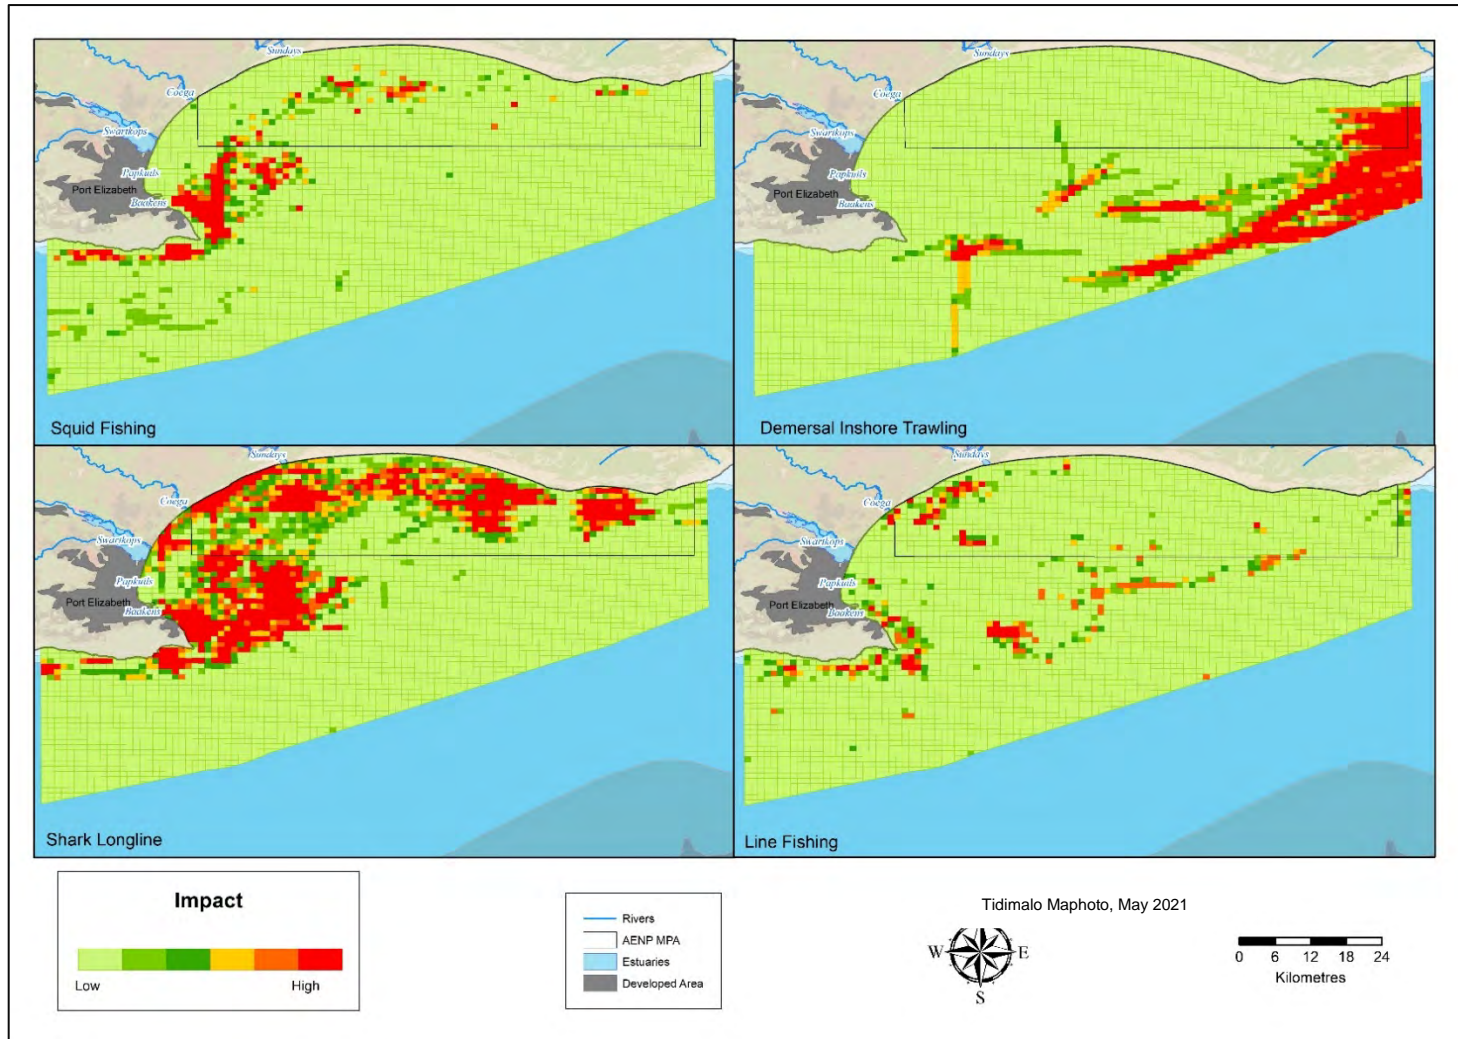 Sundays
Coega
Swartkops
Papkuils
Port Elizabeth
Baakens
Squid Fishing
Sundays
Coega
Swartkops
Papkuils
Port Elizabeth
Baakens
Demersal Inshore Trawling
Sundays
Coega
Swartkops
Papkuils
Port Elizabeth
Baakens
Shark Longline
Sundays
Coega
Swartkops
Papkuils
Port Elizabeth
Baakens
Line Fishing
Impact
Low High
Rivers
AENP MPA
Estuaries
Developed Area
Tidimalo Maphoto, May 2021
W E
S
0 6 12 18 24
Kilometres